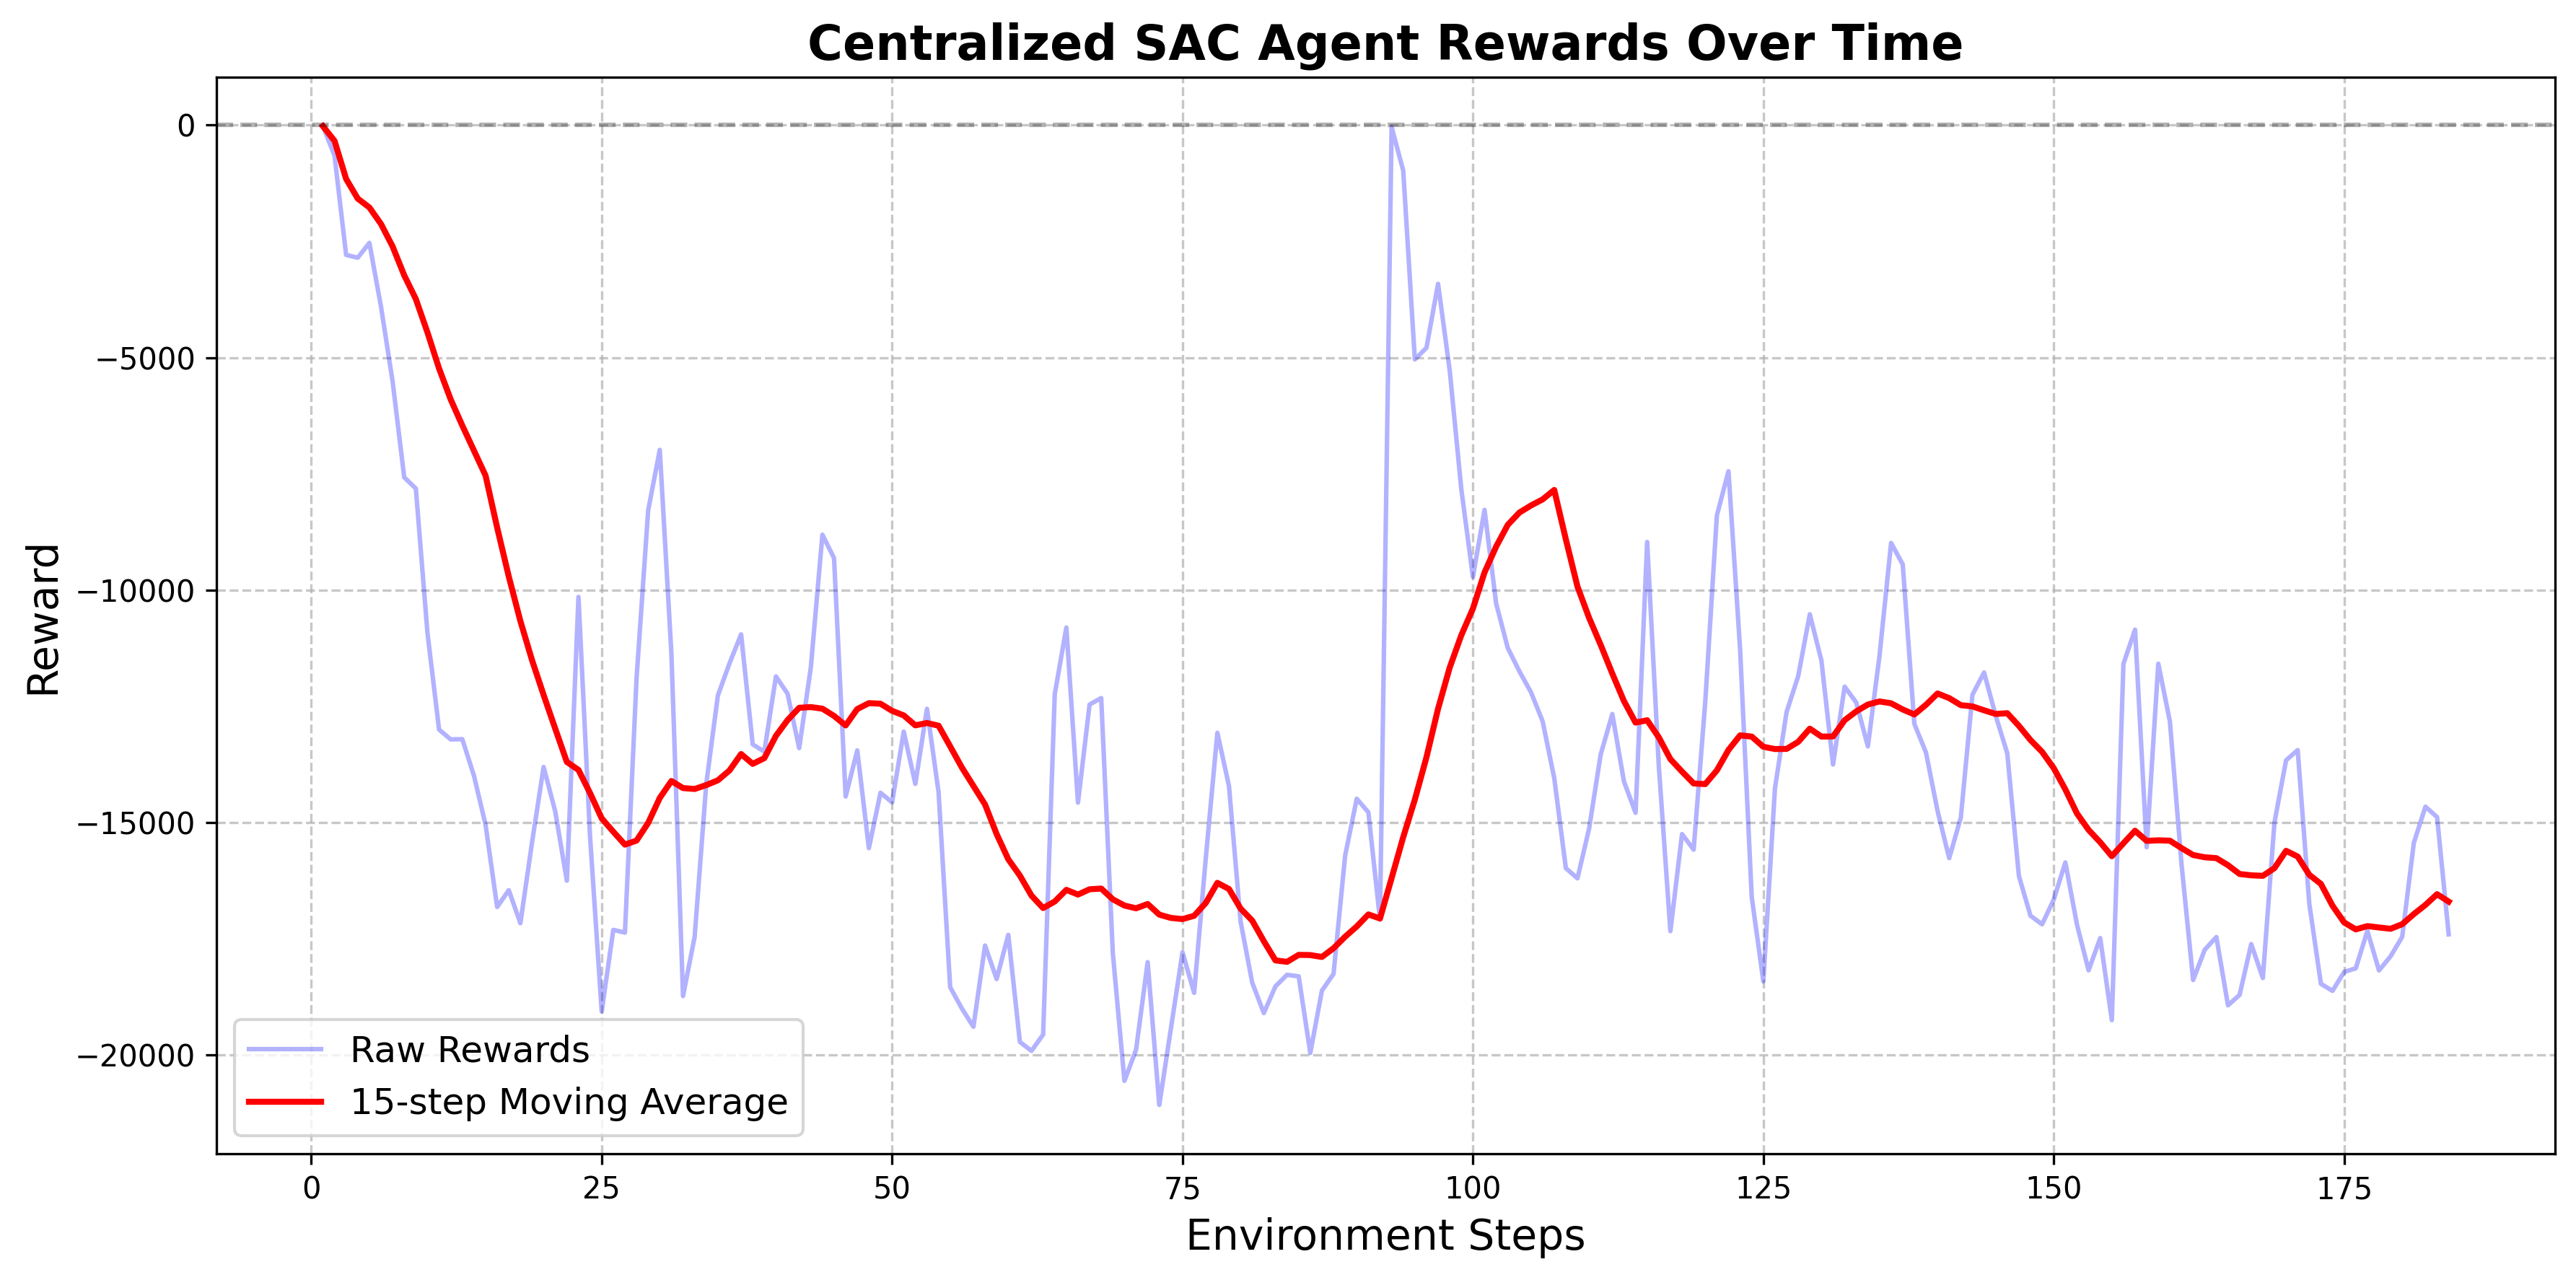 Centralized SAC Agent Rewards Over Time
0
−5000
−10000
−15000
−20000
Reward
Raw Rewards
15-step Moving Average
0 25 50 75 100 125 150 175
Environment Steps